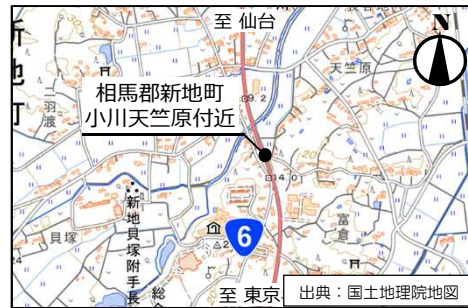 至 仙台
N
新地町
二羽渡
天竺原
9.2
相馬郡新地町
小川天竺原付近
14.0
新地貝塚附手長
貝塚
富倉
6
総
至 東京
出典：国土地理院地図